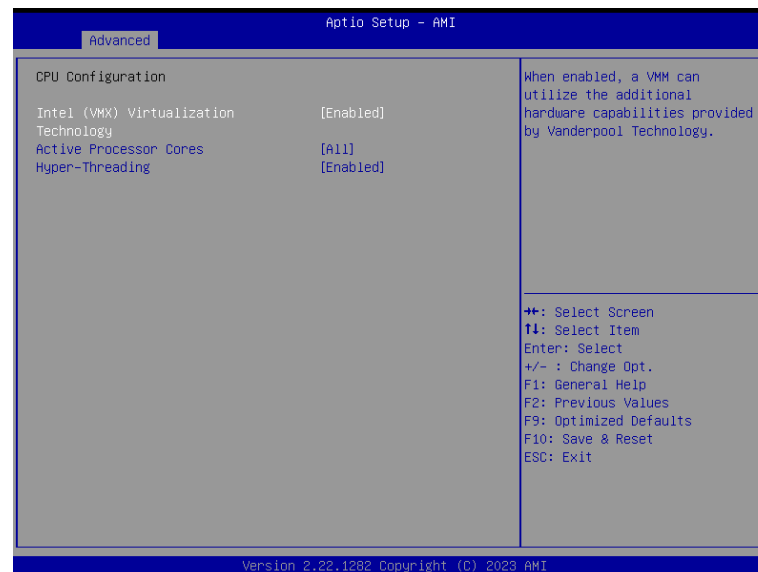 Aptio Setup – AMI
Advanced
CPU Configuration
Intel (VMX) Virtualization [Enabled]
Technology
Active Processor Cores [All]
Hyper-Threading [Enabled]
When enabled, a VMM can
utilize the additional
hardware capabilities provided
by Vanderpool Technology.
→←: Select Screen
↑↓: Select Item
Enter: Select
+/- : Change Opt.
F1: General Help
F2: Previous Values
F9: Optimized Defaults
F10: Save & Reset
ESC: Exit
Version 2.22.1282 Copyright (C) 2023 AMI